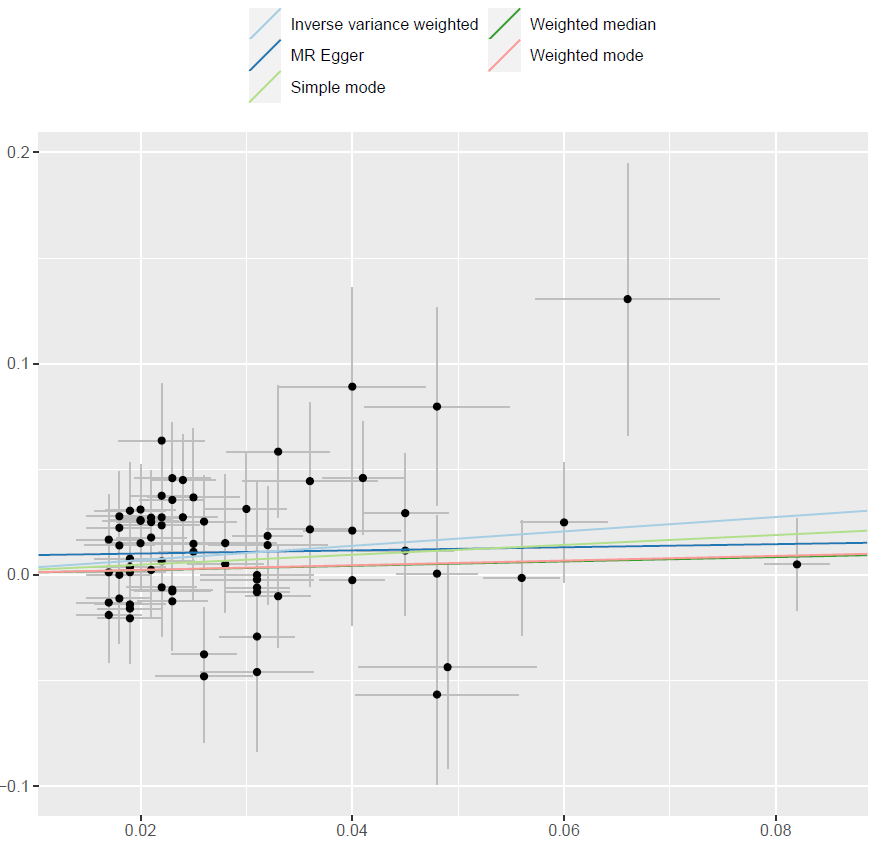 Inverse variance weighted
Weighted median
MR Egger
Weighted mode
Simple mode
0.2
0.1
0.0
−0.1
0.02
0.04
0.06
0.08